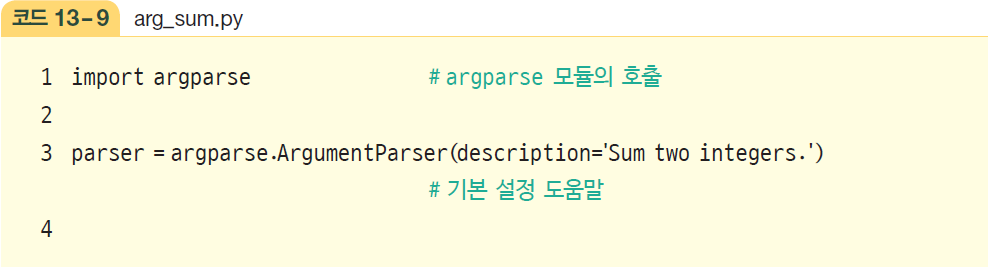 코드 13-9 arg_sum.py
1 import argparse # argparse 모듈의 호출
2
3 parser = argparse.ArgumentParser(description='Sum two integers.')
# 기본 설정 도움말
4